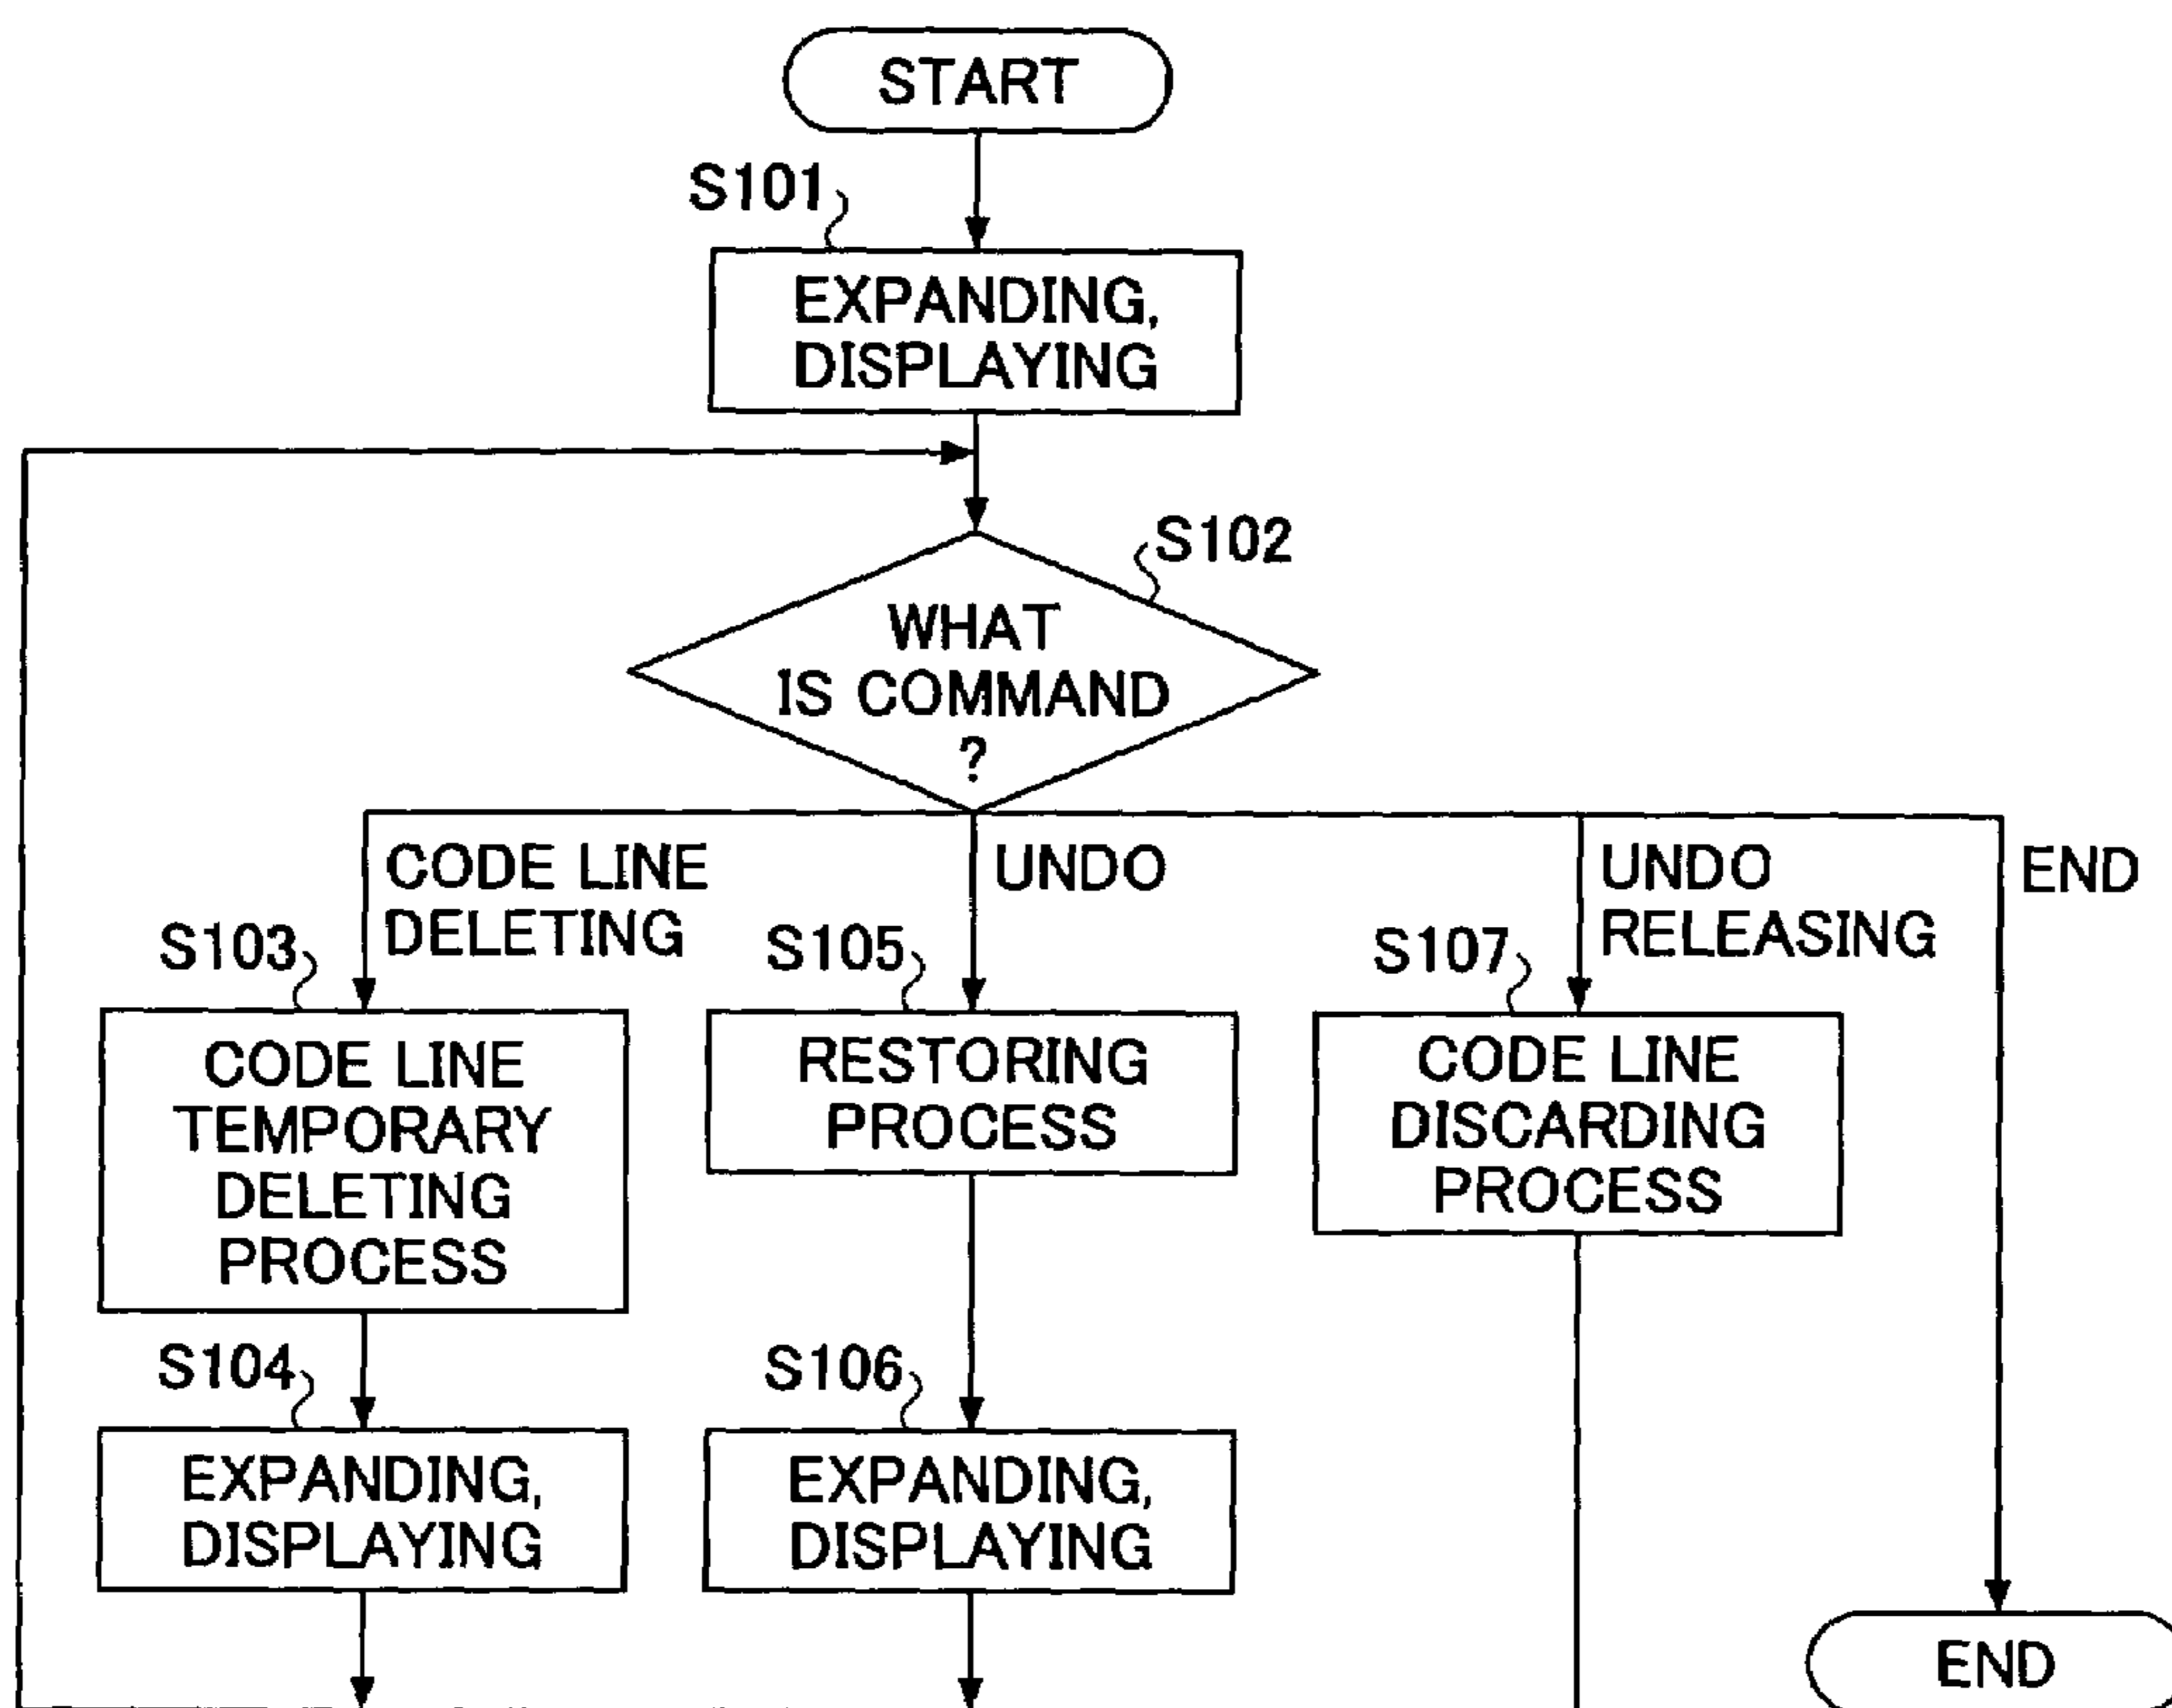 START
S101
EXPANDING,
DISPLAYING
S102
WHAT
IS COMMAND
?
CODE LINE
DELETING
UNDO
UNDO
RELEASING
END
S103
CODE LINE
TEMPORARY
DELETING
PROCESS
S105
RESTORING
PROCESS
S107
CODE LINE
DISCARDING
PROCESS
S104
EXPANDING,
DISPLAYING
S106
EXPANDING,
DISPLAYING
END